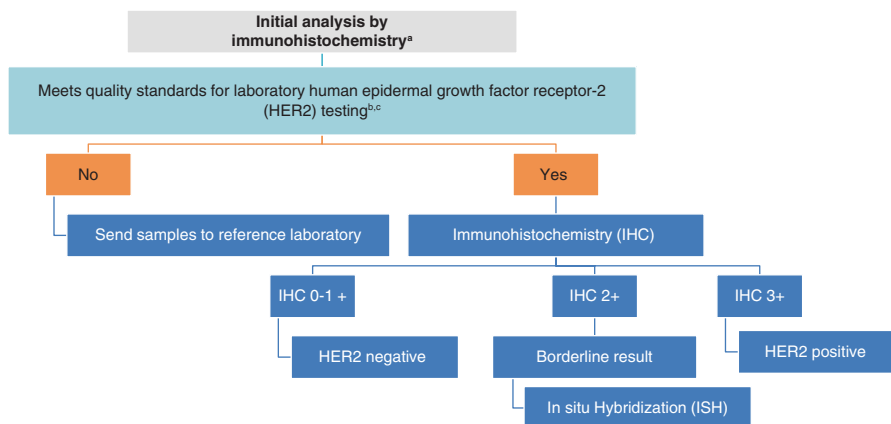 Initial analysis by
immunohistochemistryᵃ
Meets quality standards for laboratory human epidermal growth factor receptor-2
(HER2) testingᵇ,ᶜ
No
Yes
Send samples to reference laboratory
Immunohistochemistry (IHC)
IHC 0-1 +
IHC 2+
IHC 3+
HER2 negative
Borderline result
HER2 positive
In situ Hybridization (ISH)